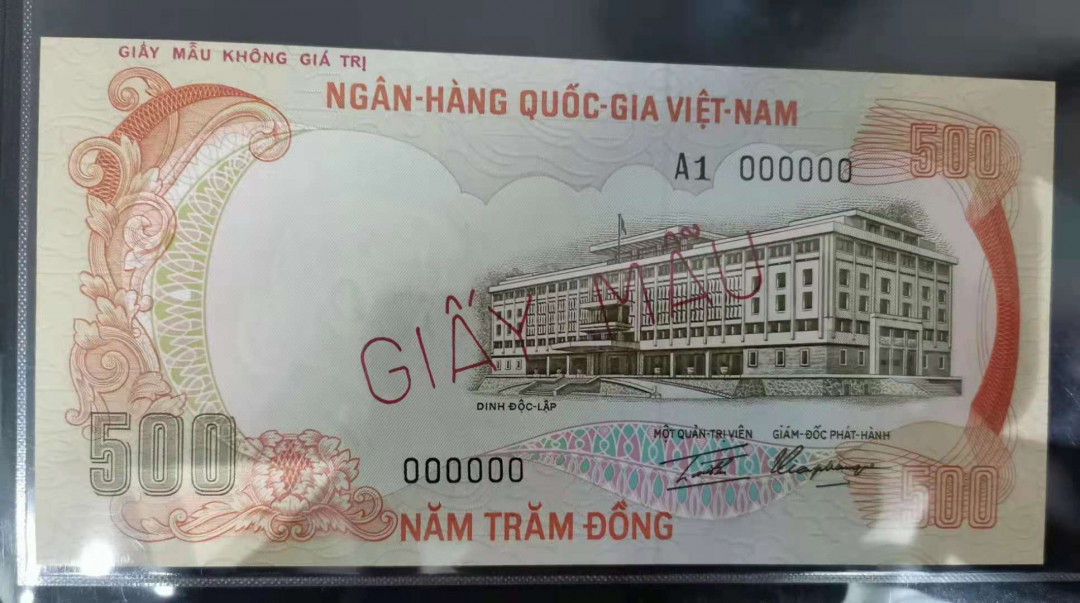 GIẤY MẪU KHÔNG GIÁ TRỊ
NGÂN-HÀNG QUỐC-GIA VIỆT-NAM
500
A1 000000
GIẤY MẪU
DINH ĐỘC-LẬP
MỘT QUẢN-TRỊ-VIÊN GIÁM-ĐỐC PHÁT-HÀNH
500
000000
500
NĂM TRĂM ĐỒNG